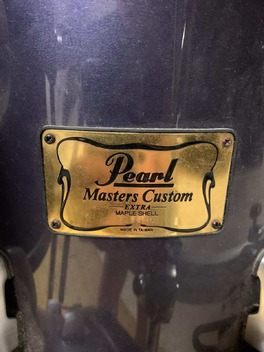 Pearl
Masters Custom
EXTRA
MAPLE SHELL
MADE IN TAIWAN